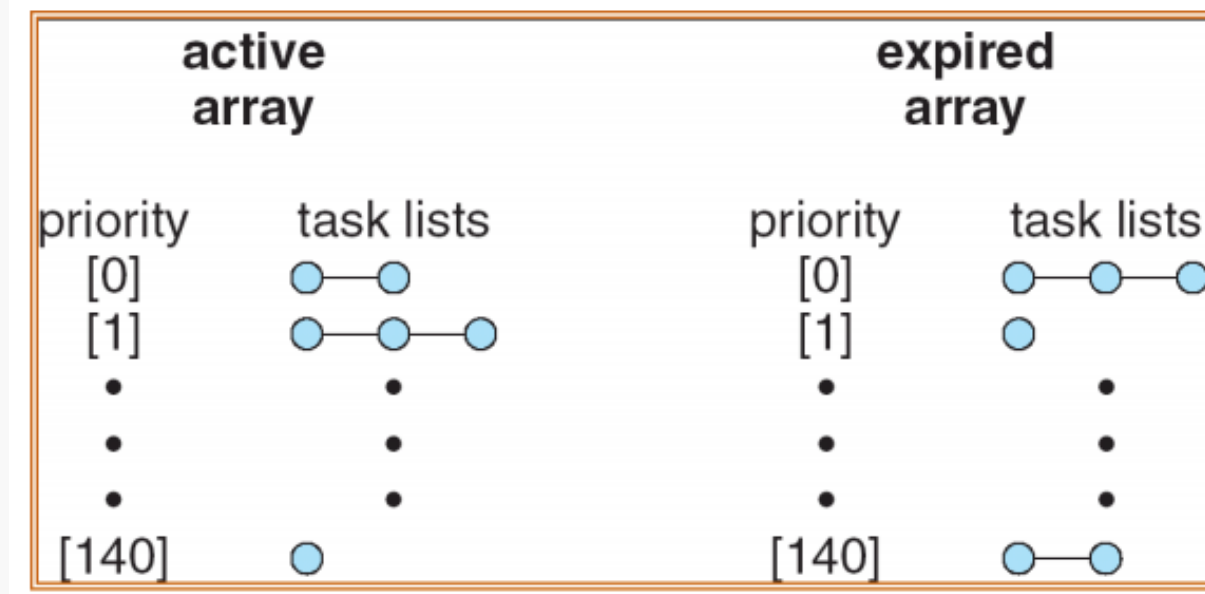 active array
expired array
priority task lists priority task lists
[0] [0]
[1] [1]
[140] [140]